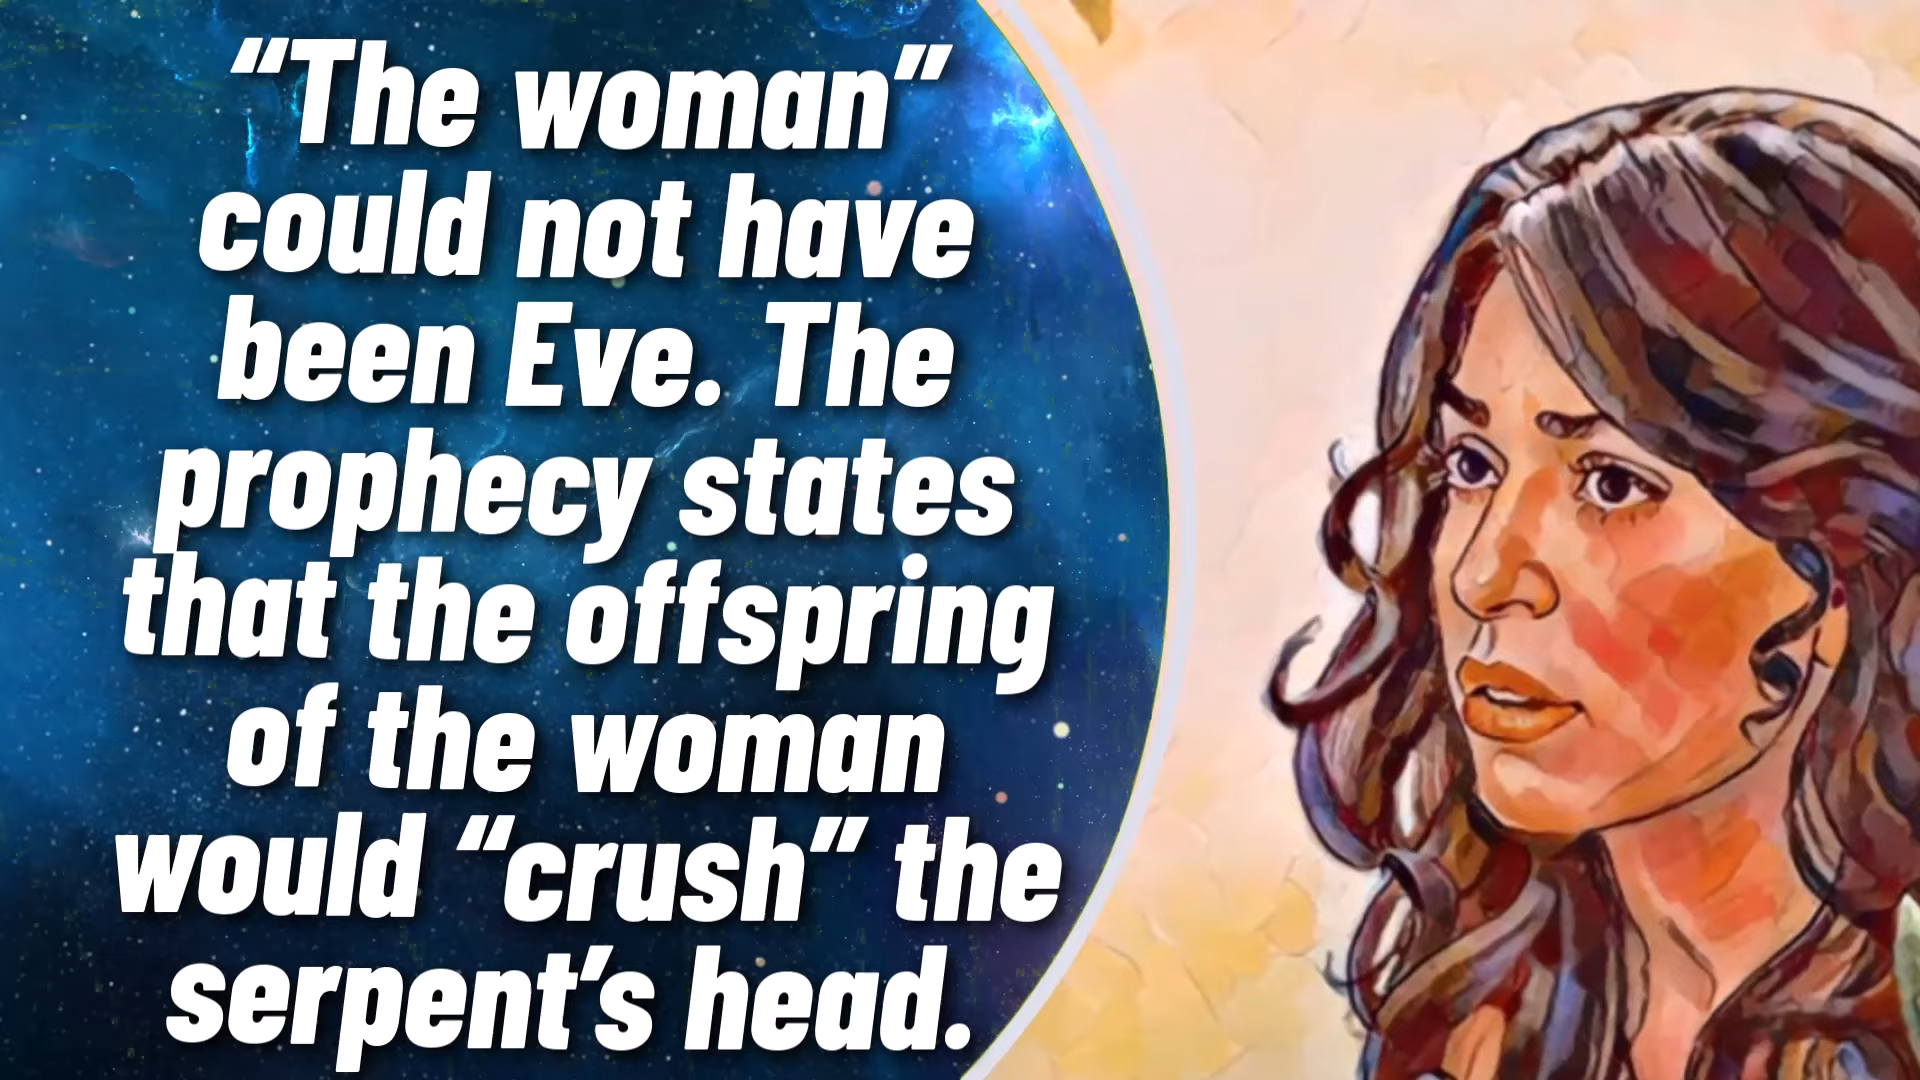 “The woman”
could not have
been Eve. The
prophecy states
that the offspring
of the woman
would “crush” the
serpent’s head.